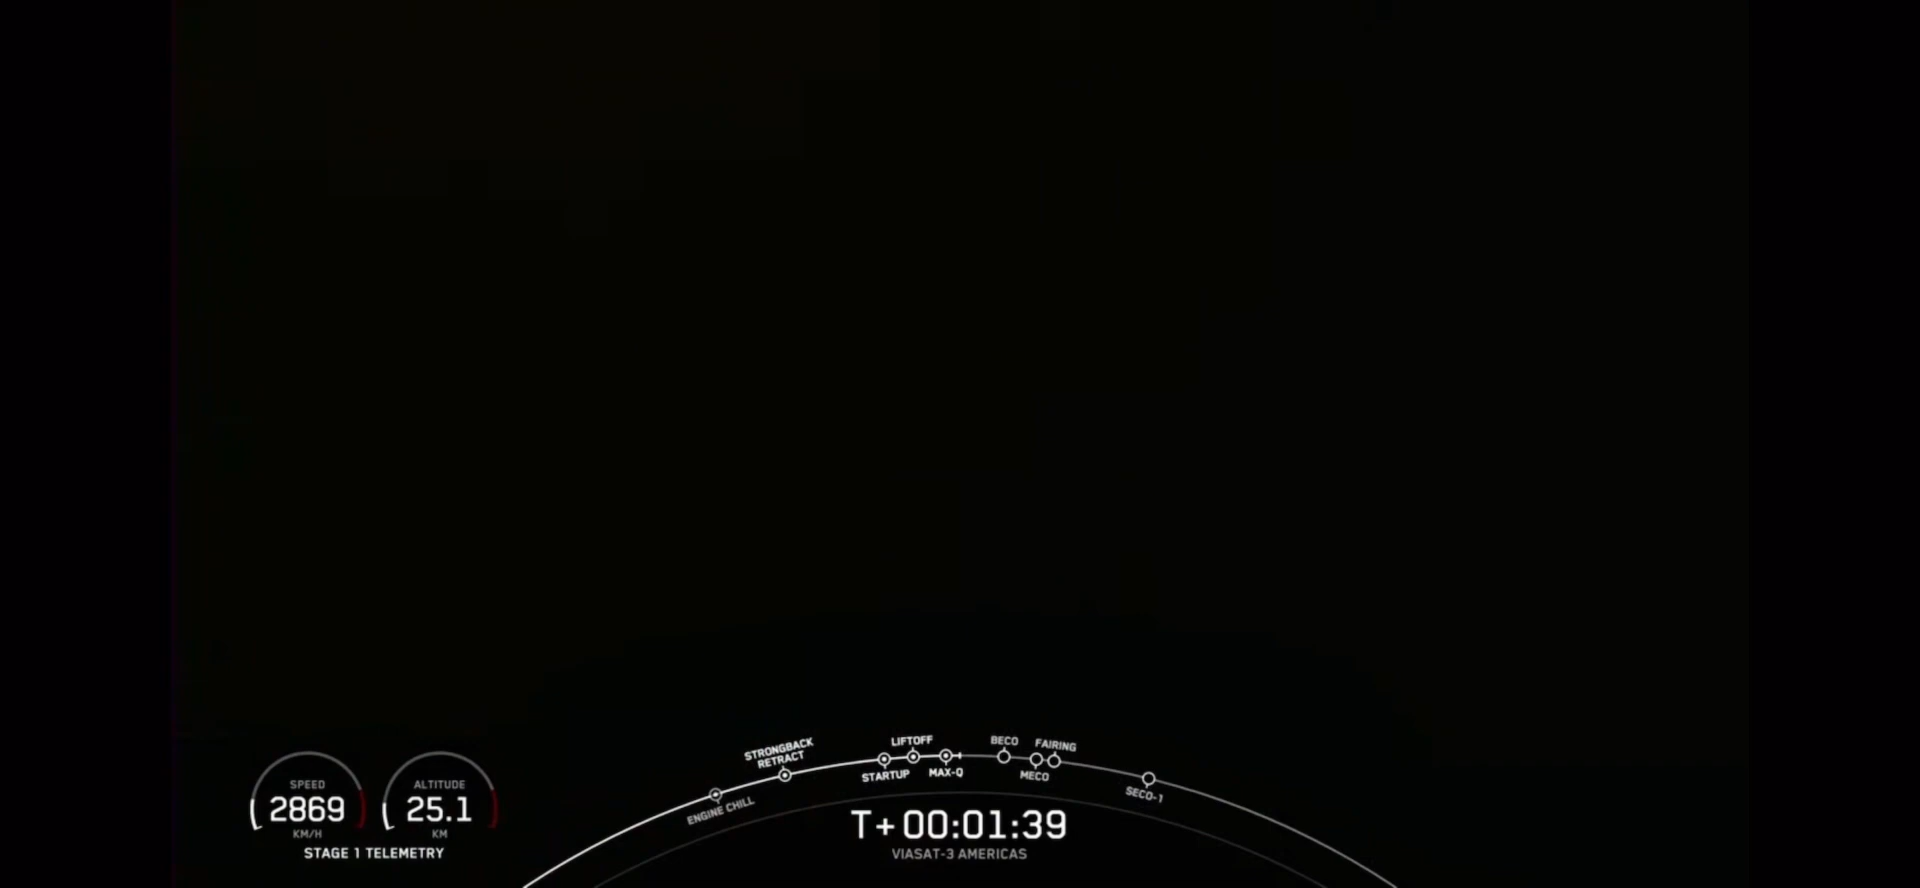 SPEED
2869
KM/H
ALTITUDE
25.1
KM
STAGE 1 TELEMETRY
ENGINE CHILL
STRONGBACK
RETRACT
STARTUP
LIFTOFF
MAX-Q
BECO
MECO
FAIRING
SECO-1
T+00:01:39
VIASAT-3 AMERICAS